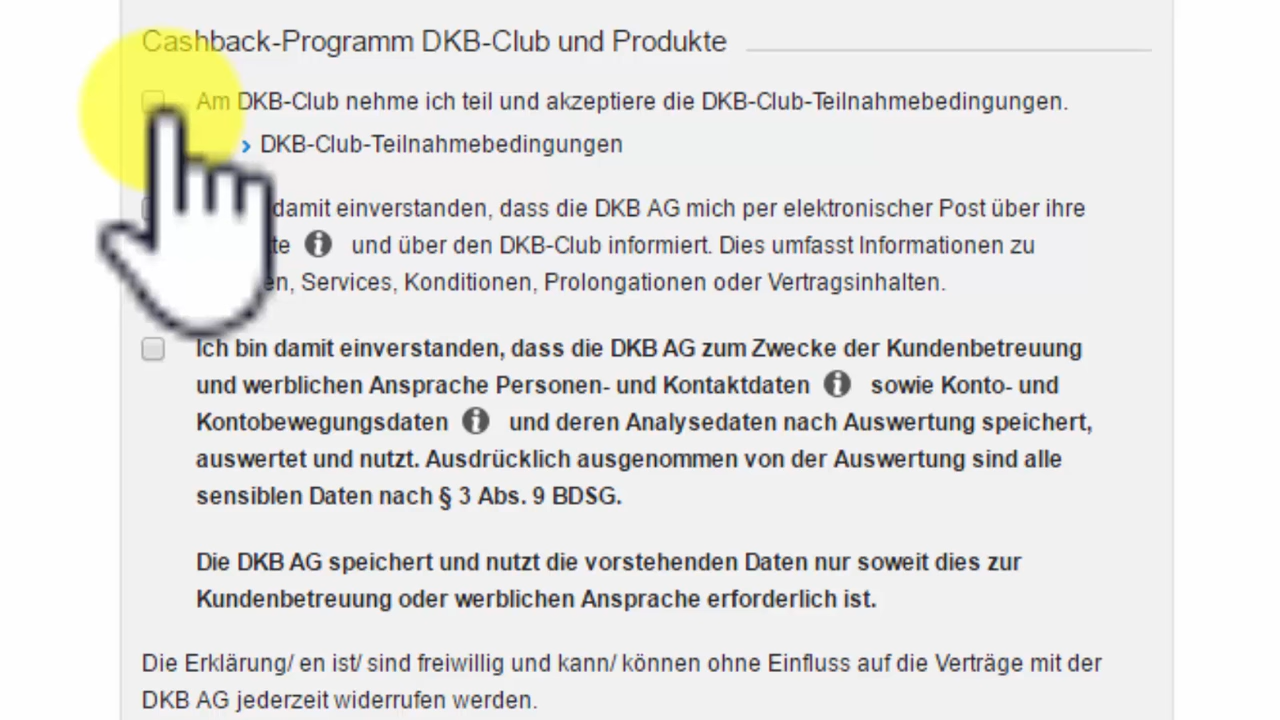 Cashback-Programm DKB-Club und Produkte
Am DKB-Club nehme ich teil und akzeptiere die DKB-Club-Teilnahmebedingungen.
DKB-Club-Teilnahmebedingungen
damit einverstanden, dass die DKB AG mich per elektronischer Post über ihre
und über den DKB-Club informiert. Dies umfasst Informationen zu
Services, Konditionen, Prolongationen oder Vertragsinhalten.
Ich bin damit einverstanden, dass die DKB AG zum Zwecke der Kundenbetreuung
und werblichen Ansprache Personen- und Kontaktdaten i sowie Konto- und
Kontobewegungsdaten i und deren Analysedaten nach Auswertung speichert,
auswertet und nutzt. Ausdrücklich ausgenommen von der Auswertung sind alle
sensiblen Daten nach § 3 Abs. 9 BDSG.
Die DKB AG speichert und nutzt die vorstehenden Daten nur soweit dies zur
Kundenbetreuung oder werblichen Ansprache erforderlich ist.
Die Erklärung/ en ist/ sind freiwillig und kann/ können ohne Einfluss auf die Verträge mit der
DKB AG jederzeit widerrufen werden.